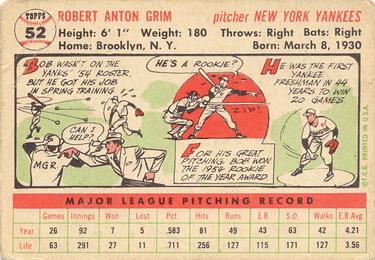 TOPPS
52
ROBERT ANTON GRIM
pitcher NEW YORK YANKEES
Height: 6' 1" Weight: 180 Throws: Right Bats: Right
Home: Brooklyn, N. Y. Born: March 8, 1930
BOB WASN'T ON THE
YANKS' '54 ROSTER,
BUT HE GOT HIS JOB
IN SPRING TRAINING
CAN I
HELP?
MGR.
HE'S A ROOKIE?
ZIP!
FOR HIS GREAT
PITCHING BOB WON
THE 1954 ROOKIE
OF THE YEAR AWARD
HE WAS THE FIRST
YANKEE
FRESHMAN IN 44
YEARS TO WIN
20 GAMES
©T.C.G. PRINTED IN U.S.A.
MAJOR LEAGUE PITCHING RECORD
Games Innings Won Lost Pct. Hits Runs E.R. S.O. Walks E.R.Avg
Year 26 92 7 5 .583 81 49 43 63 42 4.21
Life 63 291 27 11 .711 256 127 115 171 127 3.56